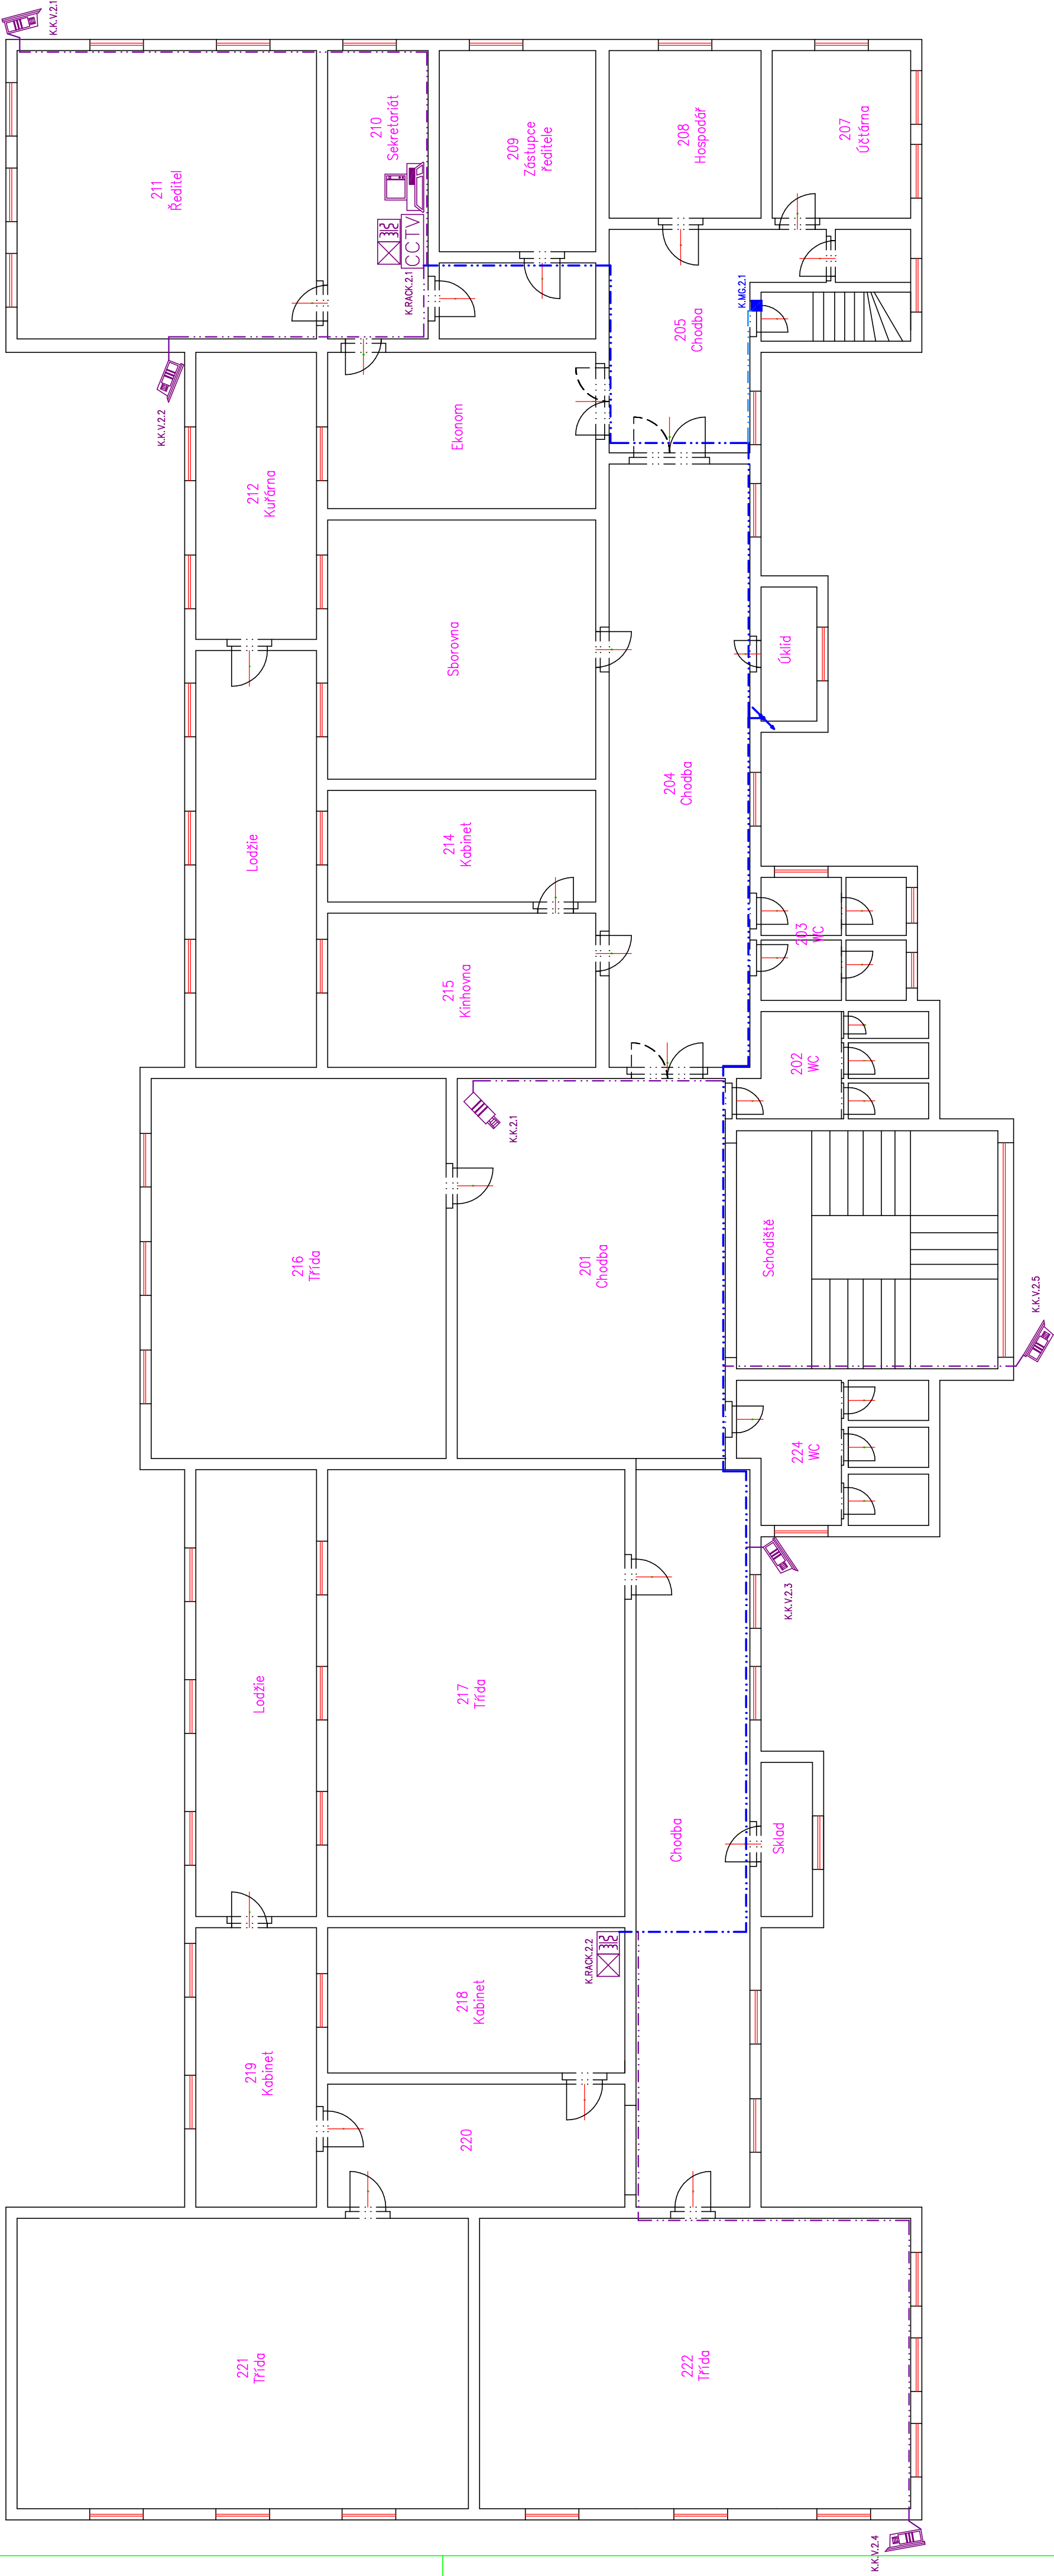 K.K.V.2.1
211
Ředitel
210
Sekretariát
209
Zástupce
ředitele
208
Hospodář
207
Účtárna
CCTV
K.RACK.2.1
K.MG.2.1
205
Chodba
K.K.V.2.2
212
Kuřárna
Ekonom
Sborovna
Úklid
204
Chodba
Lodžie
214
Kabinet
203
WC
215
Kinhovna
202
WC
K.K.2.1
216
Třída
201
Chodba
Schodiště
K.K.V.2.5
224
WC
K.K.V.2.3
Lodžie
217
Třída
Chodba
Sklad
K.RACK.2.2
218
Kabinet
219
Kabinet
220
221
Třída
222
Třída
K.K.V.2.4